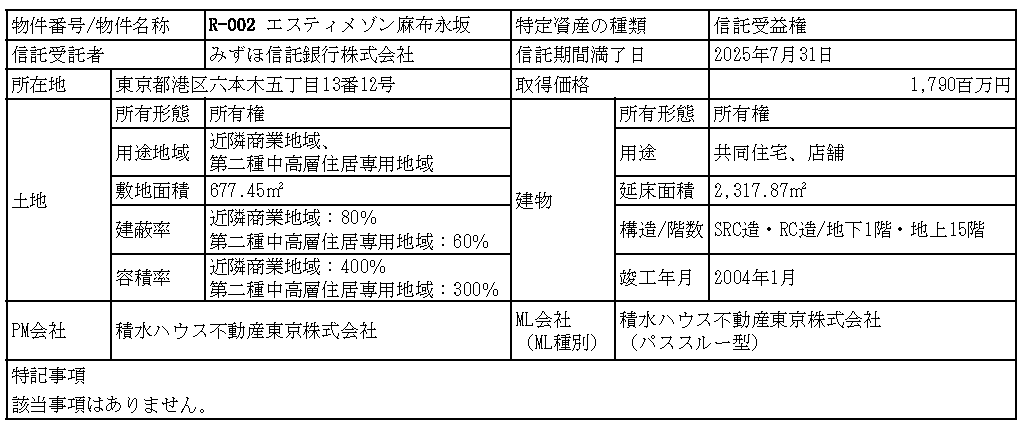 物件番号/物件名称 R-002 エスティメゾン麻布永坂 特定資産の種類 信託受益権
信託受託者 みずほ信託銀行株式会社 信託期間満了日 2025年7月31日
所在地 東京都港区六本木五丁目13番12号 取得価格 1,790百万円
土地
所有形態 所有権
用途地域 近隣商業地域、
第二種中高層住居専用地域
敷地面積 677.45㎡
建蔽率 近隣商業地域：80%
第二種中高層住居専用地域：60%
容積率 近隣商業地域：400%
第二種中高層住居専用地域：300%
建物
所有形態 所有権
用途 共同住宅、店舗
延床面積 2,317.87㎡
構造/階数 SRC造・RC造/地下1階・地上15階
竣工年月 2004年1月
PM会社 積水ハウス不動産東京株式会社
ML会社
（ML種別）
積水ハウス不動産東京株式会社
（パススルー型）
特記事項
該当事項はありません。